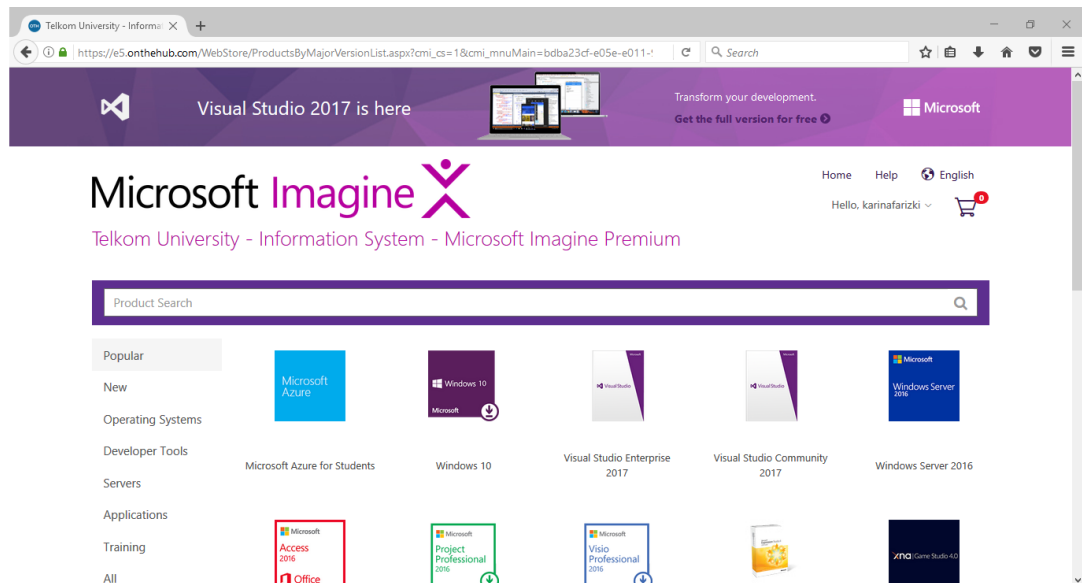 Telkom University - Informa
https://e5.onthehub.com/WebStore/ProductsByMajorVersionList.aspx?cmi_cs=1&cmi_mnuMain=bdba23cf-e05e-e011-
Search
Visual Studio 2017 is here
Transform your development.
Get the full version for free
Microsoft
Home Help English
Hello, karinafarizki
0
Microsoft Imagine
Telkom University - Information System - Microsoft Imagine Premium
Product Search
Popular
New
Operating Systems
Developer Tools
Servers
Applications
Training
All
Microsoft
Azure
Windows 10
Microsoft
Visual Studio
Visual Studio
Microsoft
Windows Server
2016
Microsoft Azure for Students
Windows 10
Visual Studio Enterprise
2017
Visual Studio Community
2017
Windows Server 2016
Microsoft
Access
2016
Office
Microsoft
Project
Professional
2016
Microsoft
Visio
Professional
2016
xna Game Studio 4.0